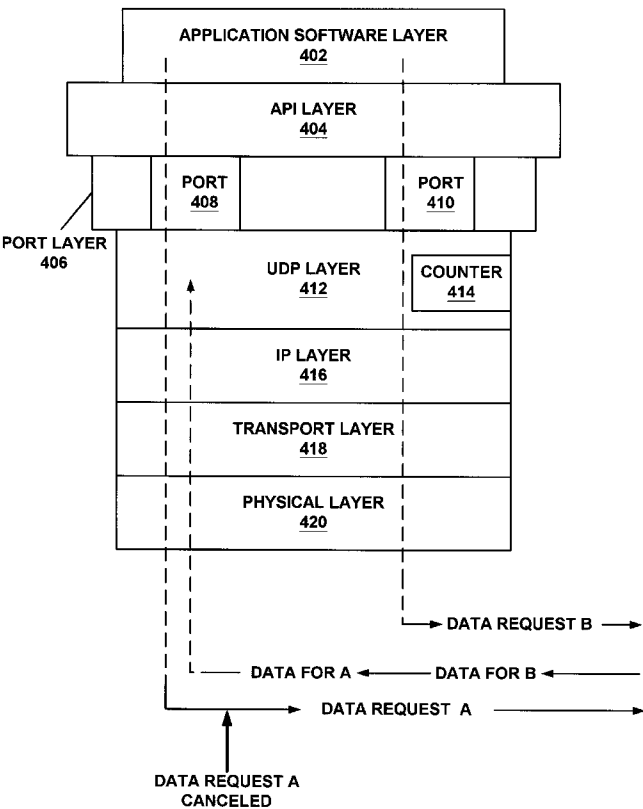 APPLICATION SOFTWARE LAYER
402
API LAYER
404
PORT
408
PORT
410
PORT LAYER
406
UDP LAYER
412
COUNTER
414
IP LAYER
416
TRANSPORT LAYER
418
PHYSICAL LAYER
420
DATA REQUEST B
DATA FOR A
DATA FOR B
DATA REQUEST A
DATA REQUEST A
CANCELED